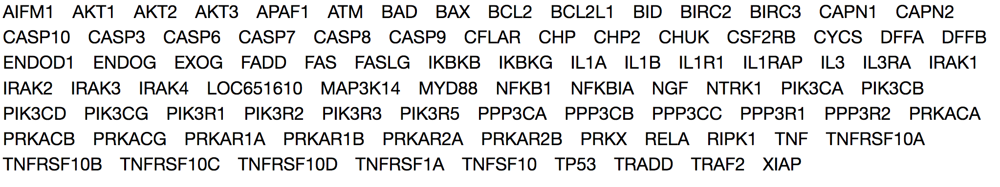 AIFM1 AKT1 AKT2 AKT3 APAF1 ATM BAD BAX BCL2 BCL2L1 BID BIRC2 BIRC3 CAPN1 CAPN2
CASP10 CASP3 CASP6 CASP7 CASP8 CASP9 CFLAR CHP CHP2 CHUK CSF2RB CYCS DFFA DFFB
ENDOD1 ENDOG EXOG FADD FAS FASLG IKBKB IKBKG IL1A IL1B IL1R1 IL1RAP IL3 IL3RA IRAK1
IRAK2 IRAK3 IRAK4 LOC651610 MAP3K14 MYD88 NFKB1 NFKBIA NGF NTRK1 PIK3CA PIK3CB
PIK3CD PIK3CG PIK3R1 PIK3R2 PIK3R3 PIK3R5 PPP3CA PPP3CB PPP3CC PPP3R1 PPP3R2 PRKACA
PRKACB PRKACG PRKAR1A PRKAR1B PRKAR2A PRKAR2B PRKX RELA RIPK1 TNF TNFRSF10A
TNFRSF10B TNFRSF10C TNFRSF10D TNFRSF1A TNFSF10 TP53 TRADD TRAF2 XIAP